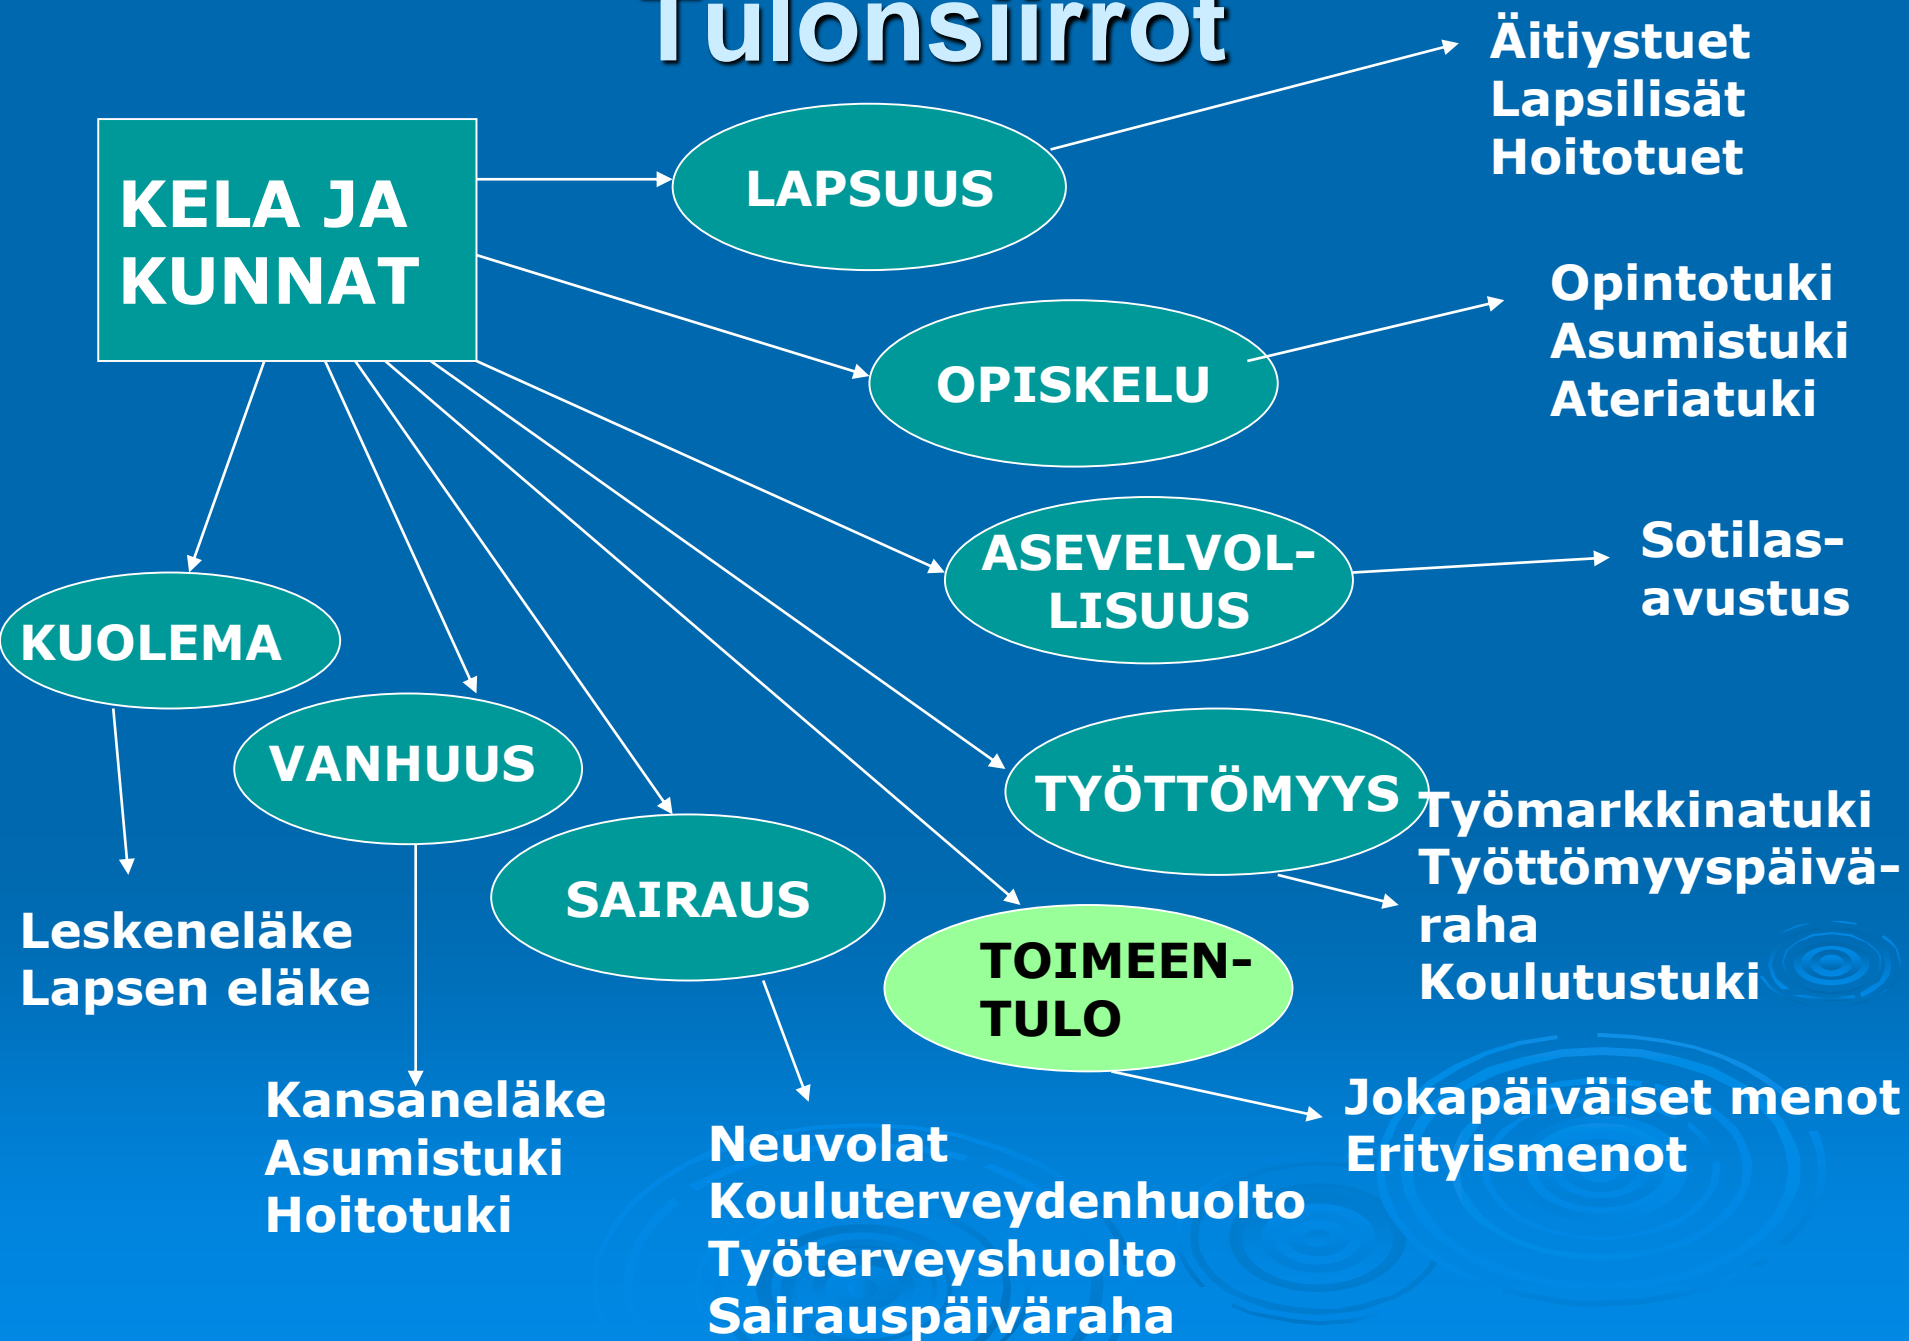 Tulonsiirrot
KELA JA
KUNNAT
LAPSUUS
Äitiystuet
Lapsilisät
Hoitotuet
OPISKELU
Opintotuki
Asumistuki
Ateriatuki
ASEVELVOL-
LISUUS
Sotilas-
avustus
TYÖTTÖMYYS
Työmarkkinatuki
Työttömyyspäivä-
raha
Koulutustuki
TOIMEEN-
TULO
Jokapäiväiset menot
Erityismenot
SAIRAUS
Neuvolat
Kouluterveydenhuolto
Työterveyshuolto
Sairauspäiväraha
VANHUUS
Kansaneläke
Asumistuki
Hoitotuki
KUOLEMA
Leskeneläke
Lapsen eläke